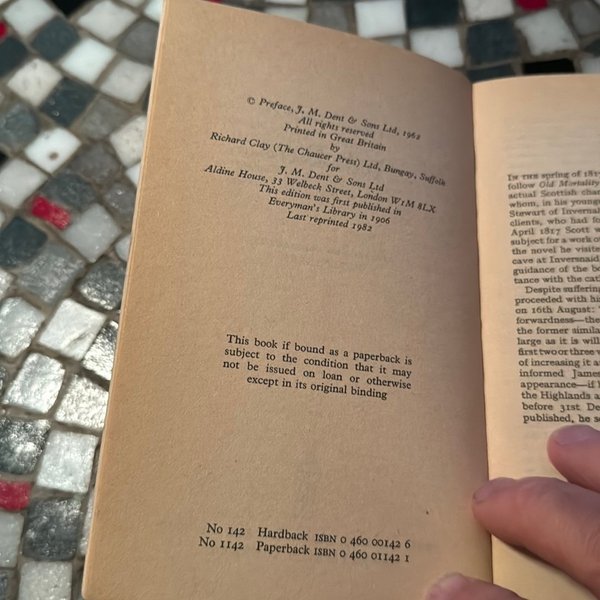 © Preface, J. M. Dent & Sons Ltd, 1962
All rights reserved
Printed in Great Britain
by
Richard Clay (The Chaucer Press) Ltd, Bungay, Suffolk
for
J. M. Dent & Sons Ltd
Aldine House, 33 Welbeck Street, London W1M 8LX
This edition was first published in
Everyman's Library in 1906
Last reprinted 1982
This book if bound as a paperback is
subject to the condition that it may
not be issued on loan or otherwise
except in its original binding
No 142 Hardback ISBN 0 460 00142 6
No 1142 Paperback ISBN 0 460 01142 1
IN THE spring of
follow Old Mortality
actual Scottish
whom, in his
Stewart of
clients, who had
April 1817 Scott
subject for a work
the novel he
cave at Inversnaid
guidance of the
tance with the
Despite suffering
proceeded with
on 16th August:
forwardness—the
the former
large as it is will
first two or three
of increasing it
informed James
appearance—if
the Highlands
before 31st
published, he